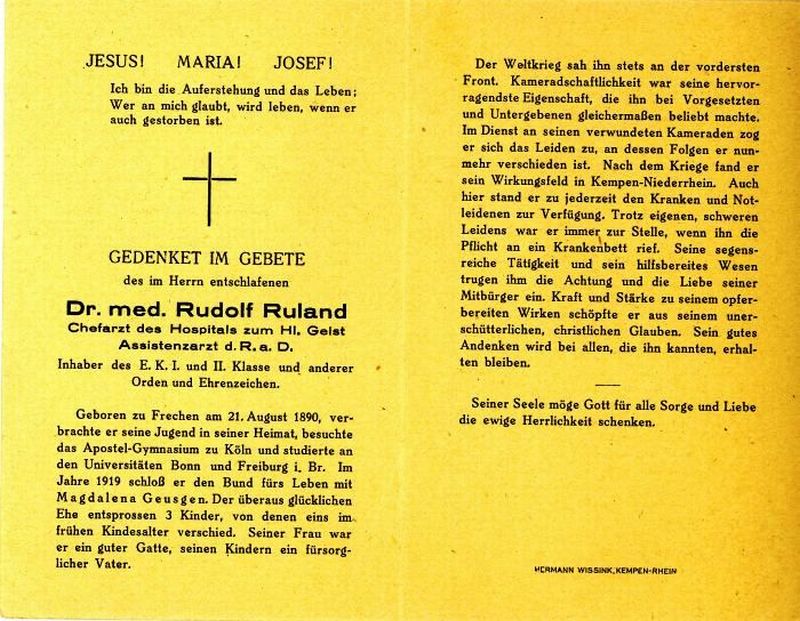 JESUS! MARIA! JOSEF!
Ich bin die Auferstehung und das Leben;
Wer an mich glaubt, wird leben, wenn er
auch gestorben ist.
GEDENKET IM GEBETE
des im Herrn entschlafenen
Dr. med. Rudolf Ruland
Chefarzt des Hospitals zum Hl. Geist
Assistenzarzt d. R. a. D.
Inhaber des E. K. I. und II. Klasse und anderer
Orden und Ehrenzeichen.
Geboren zu Frechen am 21. August 1890, ver-
brachte er seine Jugend in seiner Heimat, besuchte
das Apostel-Gymnasium zu Köln und studierte an
den Universitäten Bonn und Freiburg i. Br. Im
Jahre 1919 schloß er den Bund fürs Leben mit
Magdalena Geusgen. Der überaus glücklichen
Ehe entsprossen 3 Kinder, von denen eins im
frühen Kindesalter verschied. Seiner Frau war
er ein guter Gatte, seinen Kindern ein fürsorg-
licher Vater.
Der Weltkrieg sah ihn stets an der vordersten
Front. Kameradschaftlichkeit war seine hervor-
ragendste Eigenschaft, die ihn bei Vorgesetzten
und Untergebenen gleichermaßen beliebt machte.
Im Dienst an seinen verwundeten Kameraden zog
er sich das Leiden zu, an dessen Folgen er nun-
mehr verschieden ist. Nach dem Kriege fand er
sein Wirkungsfeld in Kempen-Niederrhein. Auch
hier stand er zu jederzeit den Kranken und Not-
leidenen zur Verfügung. Trotz eigenen, schweren
Leidens war er immer zur Stelle, wenn ihn die
Pflicht an ein Krankenbett rief. Seine segens-
reiche Tätigkeit und sein hilfsbereites Wesen
trugen ihm die Achtung und die Liebe seiner
Mitbürger ein. Kraft und Stärke zu seinem opfer-
bereiten Wirken schöpfte er aus seinem uner-
schütterlichen, christlichen Glauben. Sein gutes
Andenken wird bei allen, die ihn kannten, erhal-
ten bleiben.
Seiner Seele möge Gott für alle Sorge und Liebe
die ewige Herrlichkeit schenken.
HERMANN WISSINK, KEMPEN-RHEIN